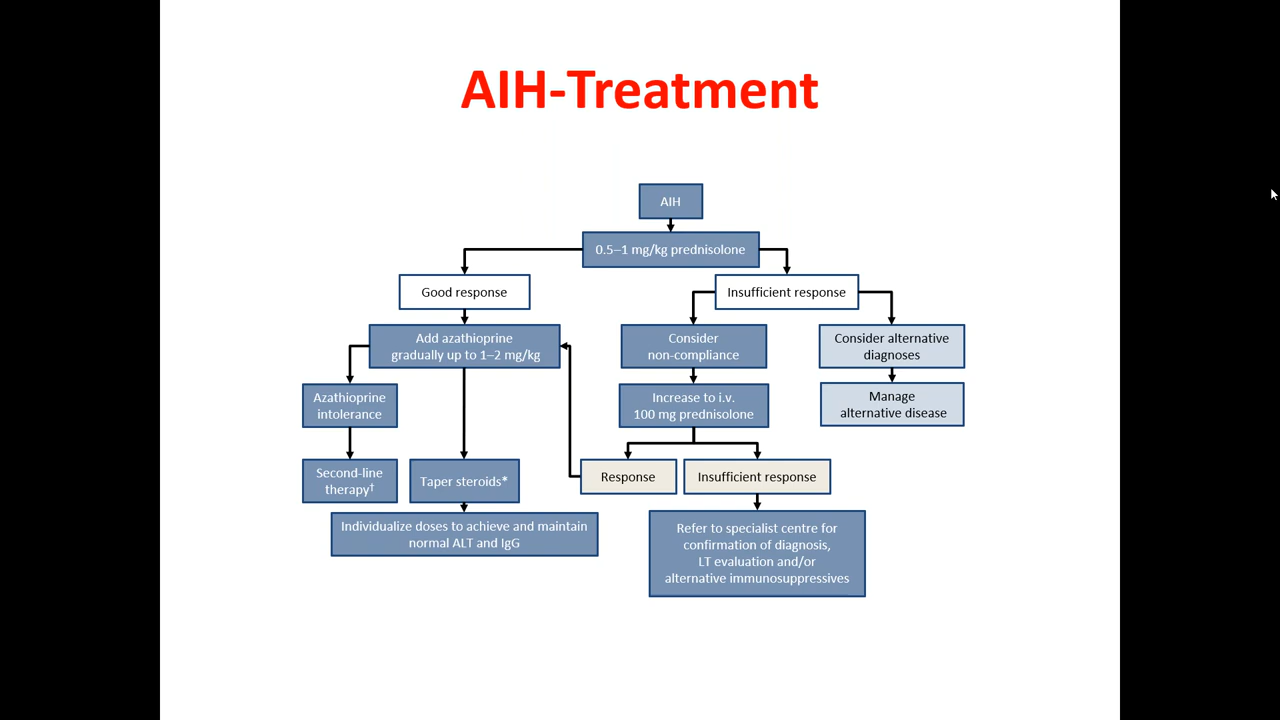 AIH-Treatment
AIH
0.5–1 mg/kg prednisolone
Good response
Insufficient response
Add azathioprine
gradually up to 1–2 mg/kg
Consider
non-compliance
Consider alternative
diagnoses
Azathioprine
intolerance
Increase to i.v.
100 mg prednisolone
Manage
alternative disease
Second-line
therapy†
Taper steroids*
Response
Insufficient response
Individualize doses to achieve and maintain
normal ALT and IgG
Refer to specialist centre for
confirmation of diagnosis,
LT evaluation and/or
alternative immunosuppressives